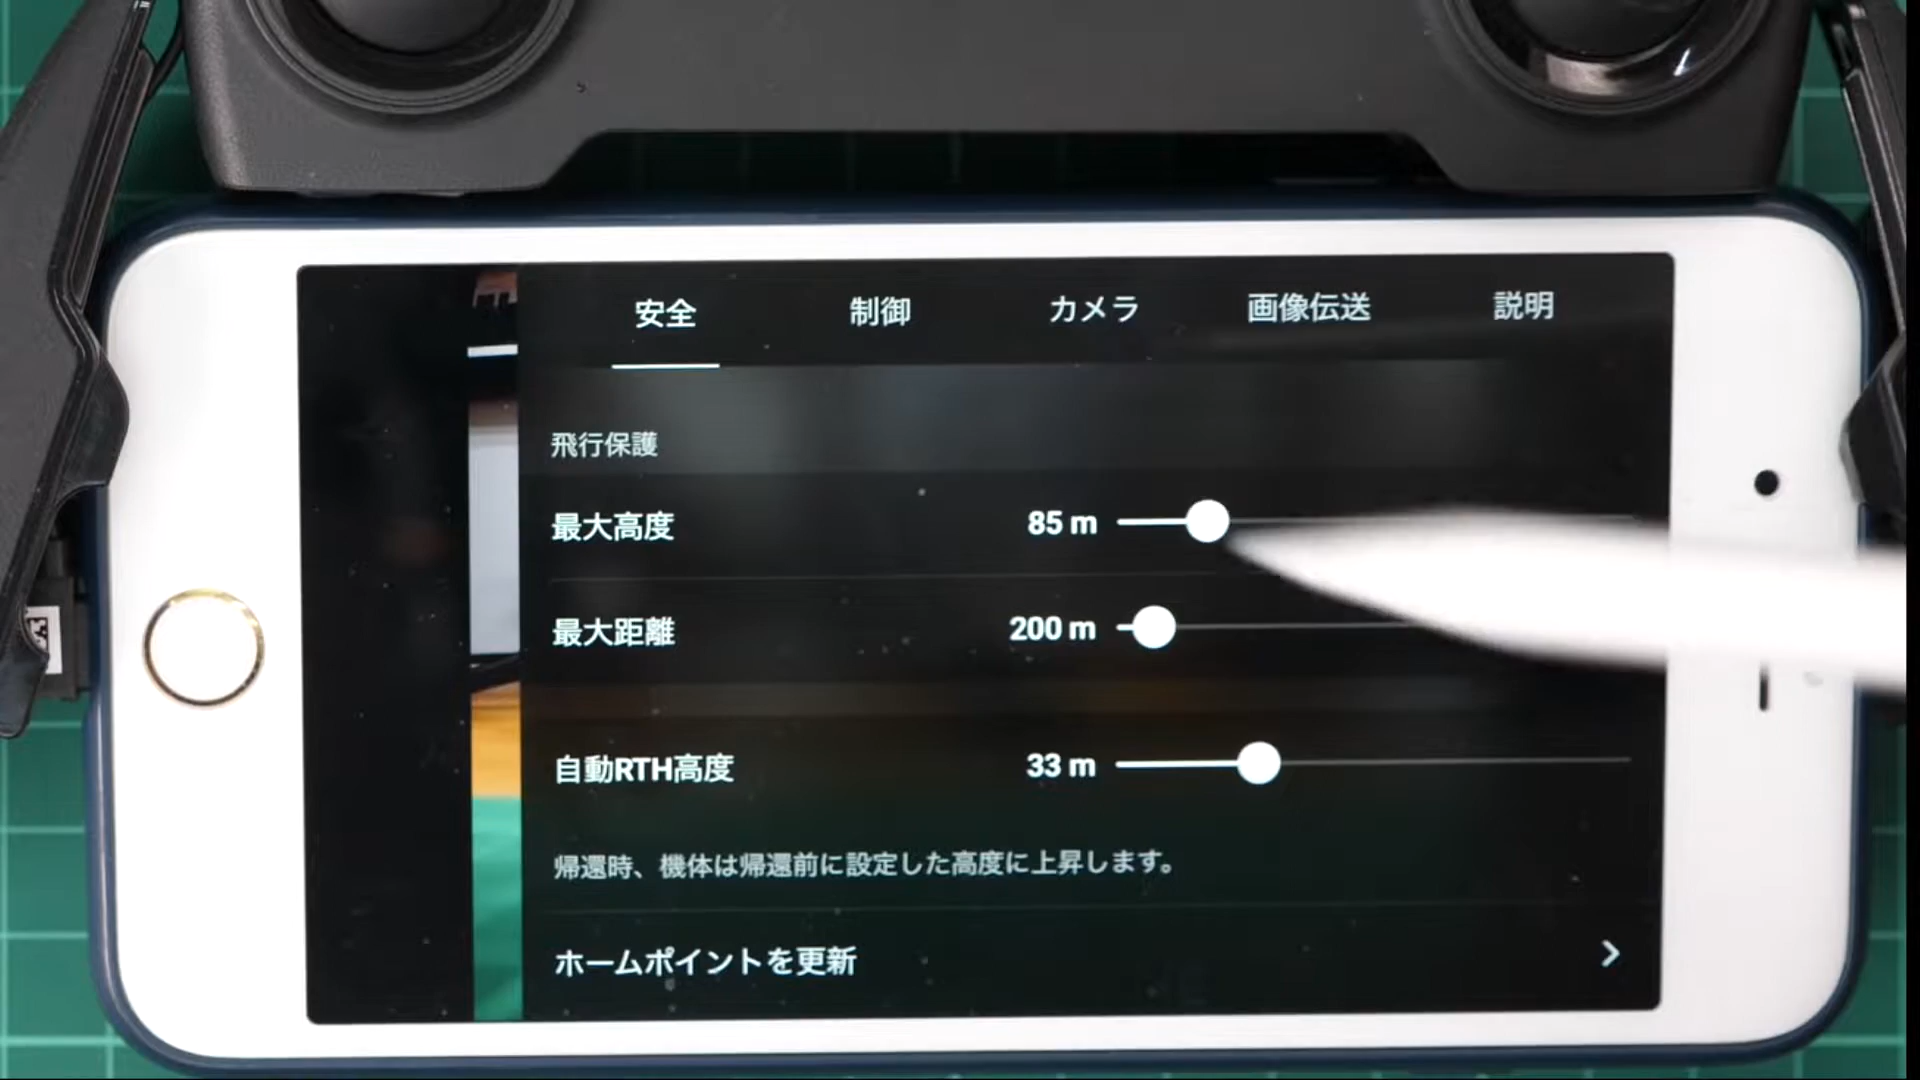 安全 制御 カメラ 画像伝送 説明
飛行保護
最大高度 85 m
最大距離 200 m
自動RTH高度 33 m
帰還時、機体は帰還前に設定した高度に上昇します。
ホームポイントを更新